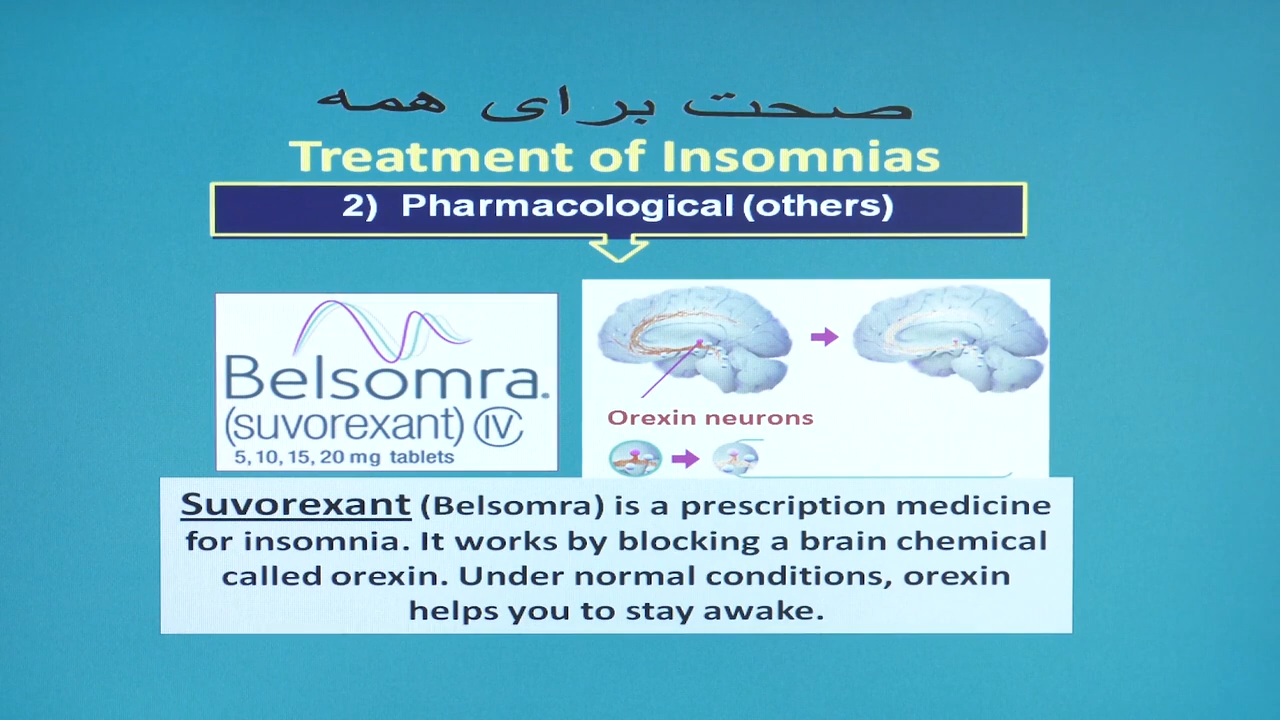 صحت برای همه
Treatment of Insomnias
2) Pharmacological (others)
Belsomra.
(suvorexant) IV
5, 10, 15, 20 mg tablets
Orexin neurons
Suvorexant (Belsomra) is a prescription medicine
for insomnia. It works by blocking a brain chemical
called orexin. Under normal conditions, orexin
helps you to stay awake.